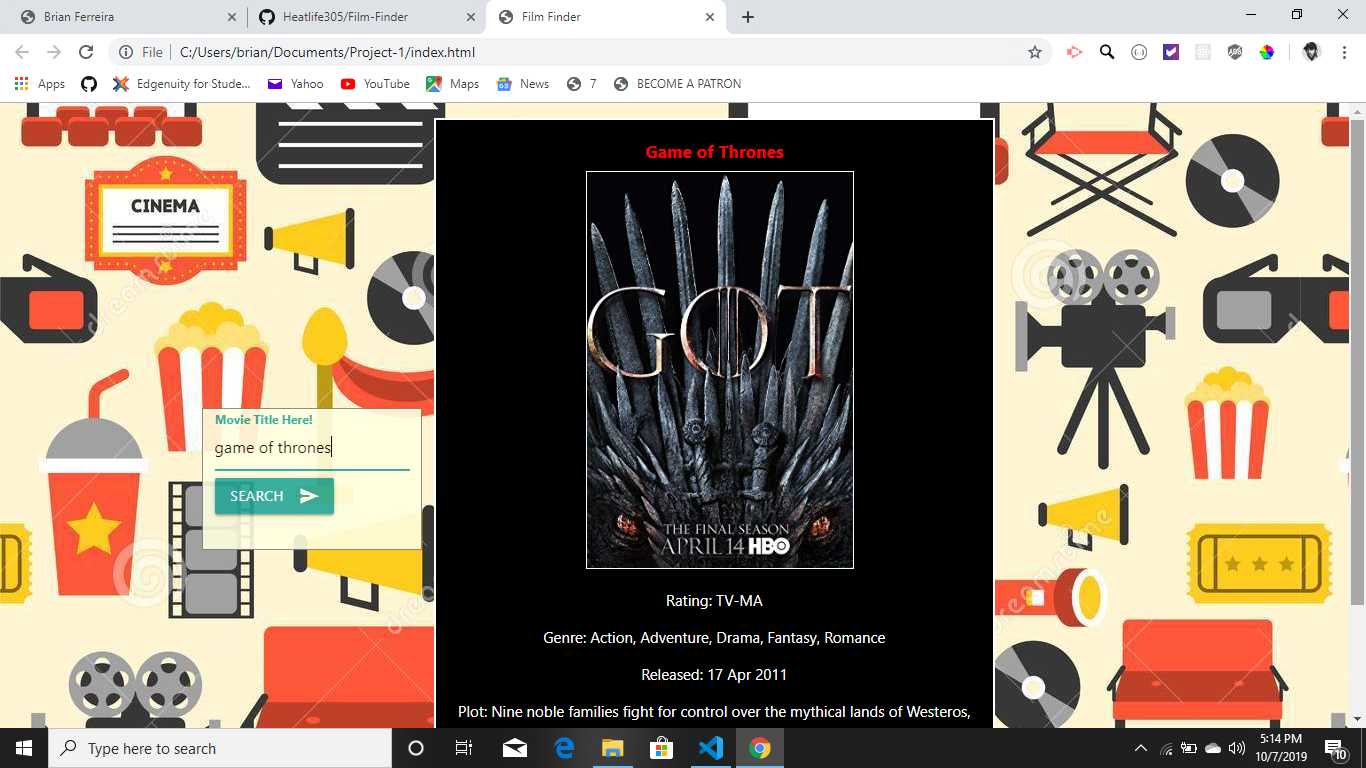 Brian Ferreira
Heatlife305/Film-Finder
Film Finder
File
C:/Users/brian/Documents/Project-1/index.html
Apps
Edgenuity for Stude...
Yahoo
YouTube
Maps
News
7
BECOME A PATRON
CINEMA
Movie Title Here!
game of thrones
SEARCH
Game of Thrones
GOT
THE FINAL SEASON
APRIL 14 HBO
Rating: TV-MA
Genre: Action, Adventure, Drama, Fantasy, Romance
Released: 17 Apr 2011
Plot: Nine noble families fight for control over the mythical lands of Westeros,
Type here to search
5:14 PM
10/7/2019
10